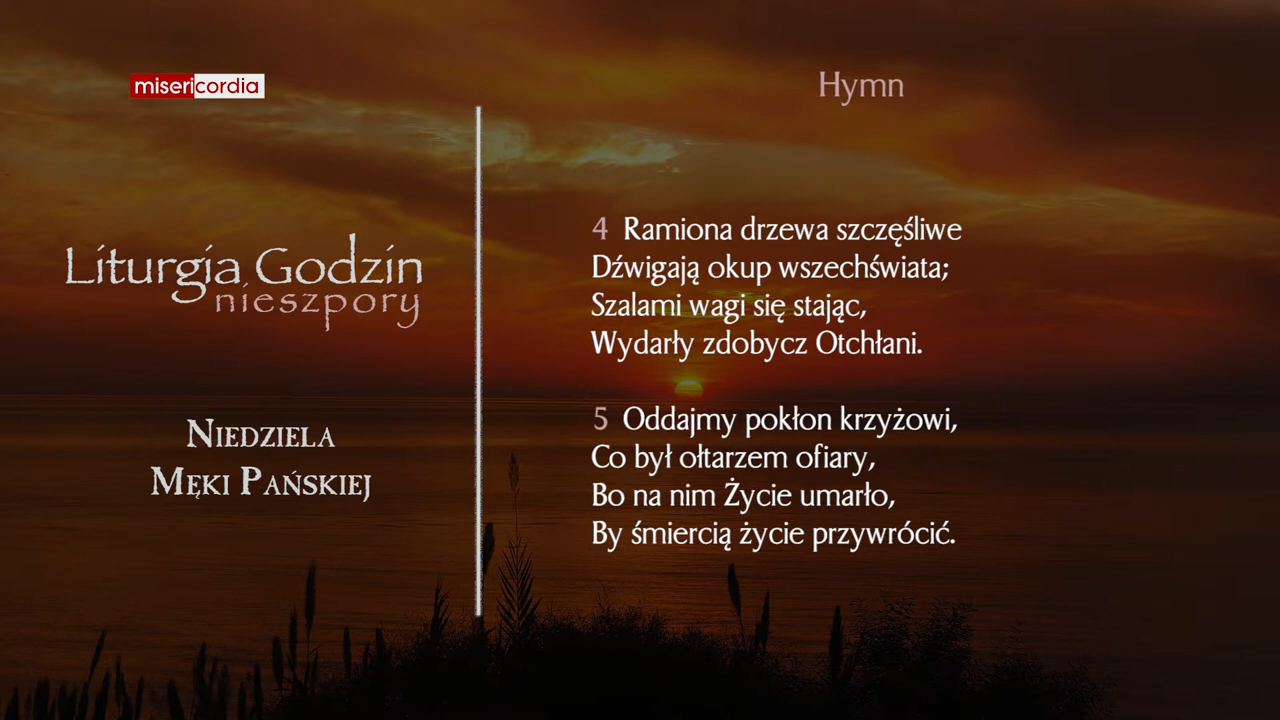 misericordia
Liturgia Godzin
nieszpory
Niedziela
Męki Pańskiej
Hymn
4 Ramiona drzewa szczęśliwe
Dźwigają okup wszechświata;
Szalami wagi się stając,
Wydarły zdobycz Otchłani.
5 Oddajmy pokłon krzyżowi,
Co był ołtarzem ofiary,
Bo na nim Życie umarło,
By śmiercią życie przywrócić.